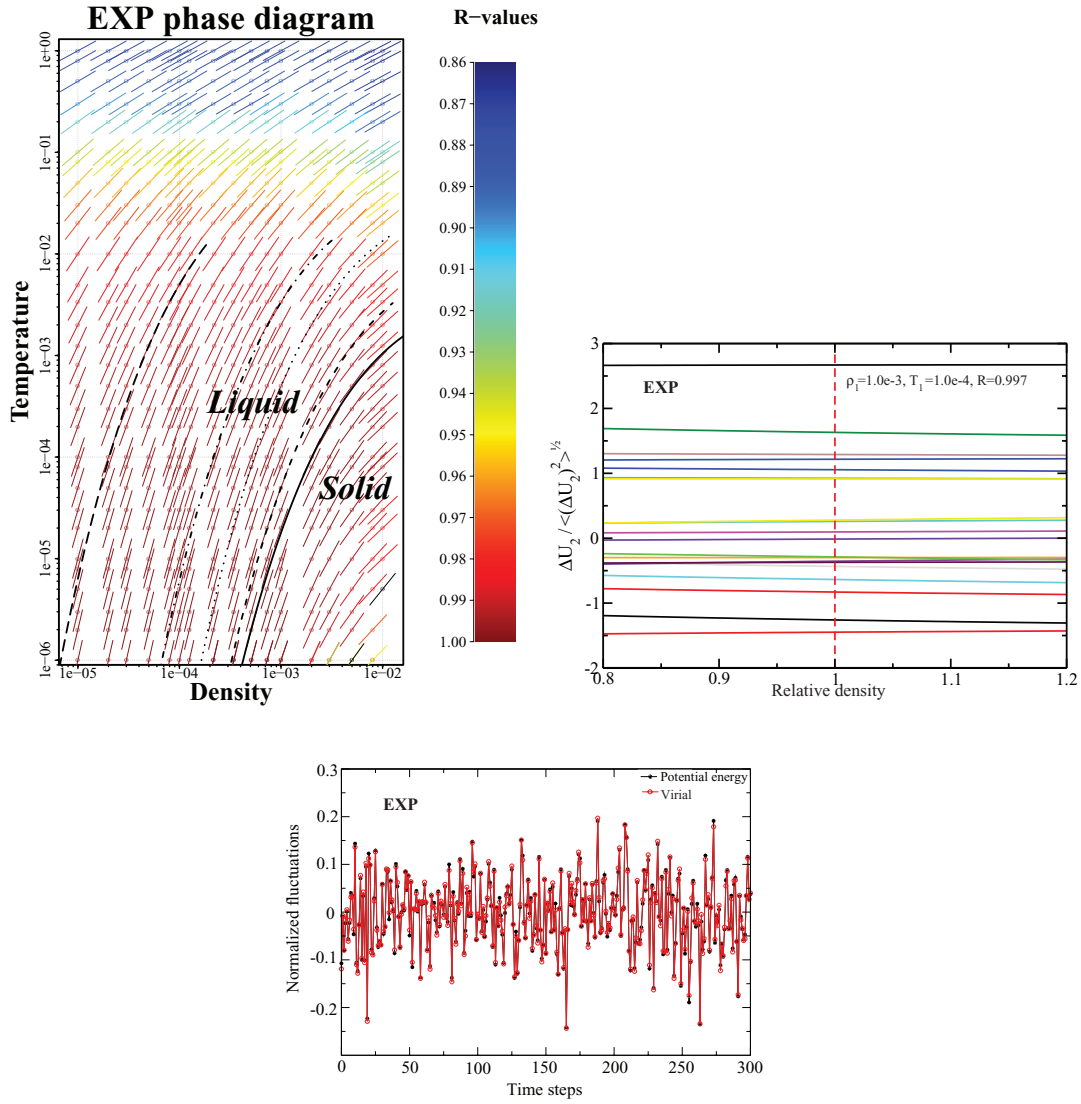 EXP phase diagram
R−values
1e+00
1e−01
1e−02
1e−03
1e−04
1e−05
1e−06
Temperature
Liquid
Solid
1e−05
1e−04
1e−03
1e−02
Density
0.86
0.87
0.88
0.89
0.90
0.91
0.92
0.93
0.94
0.95
0.96
0.97
0.98
0.99
1.00
3
2
1
0
-1
-2
ΔU₂ / <(ΔU₂)²>^½
EXP
ρ₁=1.0e-3, T₁=1.0e-4, R=0.997
0.8
0.9
1
1.1
1.2
Relative density
0.3
0.2
0.1
0
-0.1
-0.2
Normalized fluctuations
EXP
Potential energy
Virial
0
50
100
150
200
250
300
Time steps